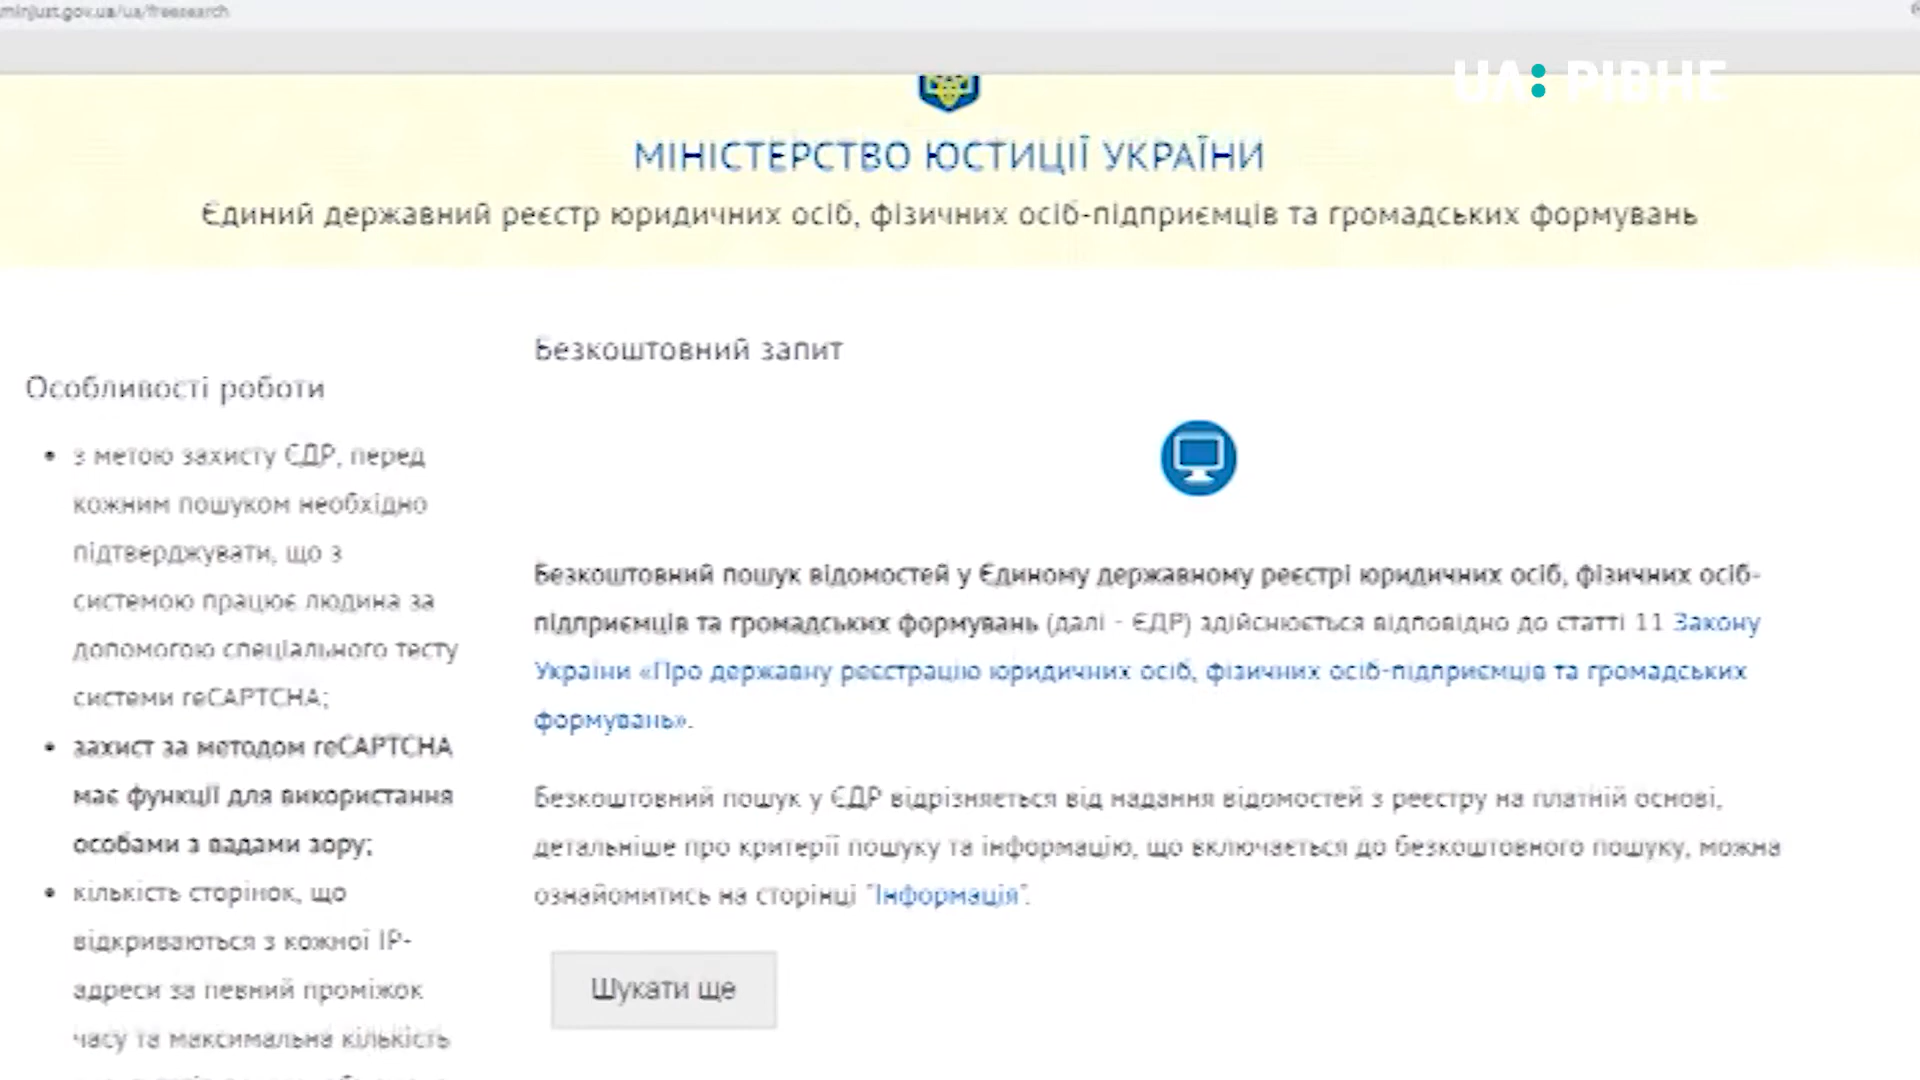 minjust.gov.ua/ua/freesearch
UA: РІВНЕ
МІНІСТЕРСТВО ЮСТИЦІЇ УКРАЇНИ
Єдиний державний реєстр юридичних осіб, фізичних осіб-підприємців та громадських формувань
Особливості роботи
з метою захисту ЄДР, перед
кожним пошуком необхідно
підтверджувати, що з
системою працює людина за
допомогою спеціального тесту
системи reCAPTCHA;
захист за методом reCAPTCHA
має функції для використання
особами з вадами зору;
кількість сторінок, що
відкриваються з кожної IP-
адреси за певний проміжок
часу та максимальна кількість
Безкоштовний запит
Безкоштовний пошук відомостей у Єдиному державному реєстрі юридичних осіб, фізичних осіб-
підприємців та громадських формувань (далі - ЄДР) здійснюється відповідно до статті 11 Закону
України «Про державну реєстрацію юридичних осіб, фізичних осіб-підприємців та громадських
формувань».
Безкоштовний пошук у ЄДР відрізняється від надання відомостей з реєстру на платній основі,
детальніше про критерії пошуку та інформацію, що включається до безкоштовного пошуку, можна
ознайомитись на сторінці "Інформація".
Шукати ще